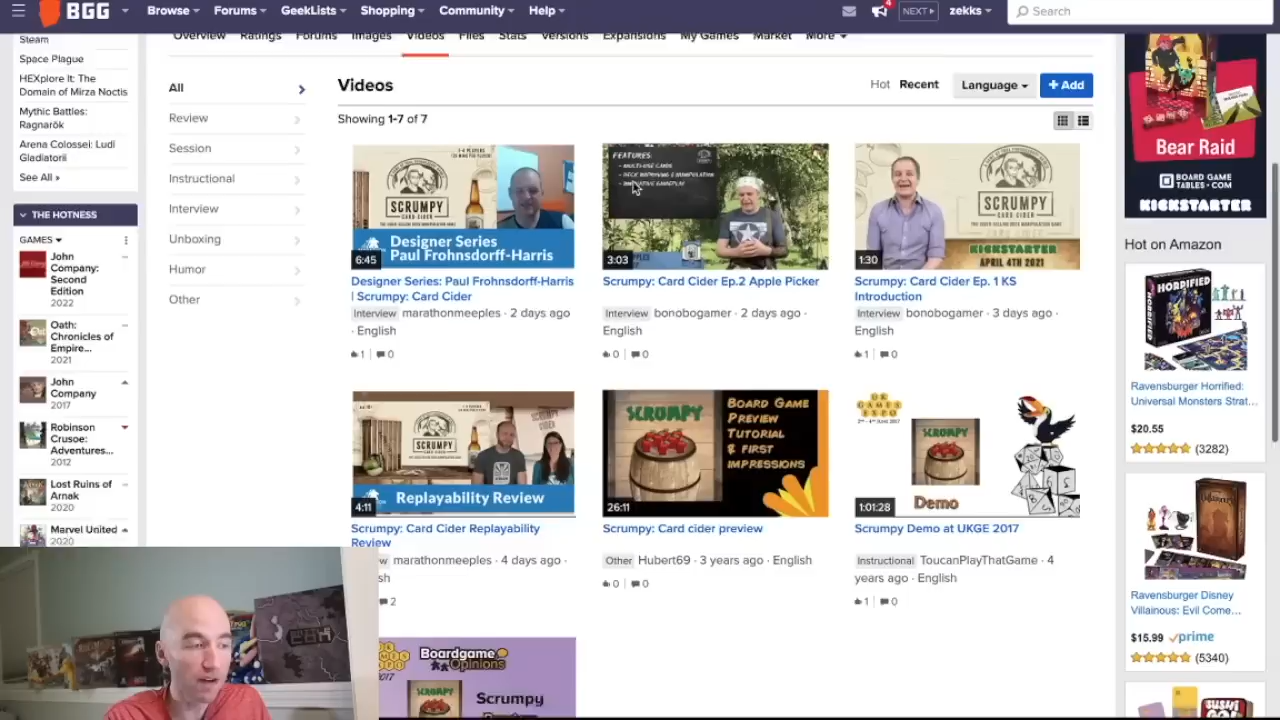 BGG
Browse
Forums
GeekLists
Shopping
Community
Help
4
NEXT
zekks
Search
Overview
Ratings
Forums
Images
Videos
Files
Stats
Versions
Expansions
My Games
Market
More
Steam
Space Plague
HEXplore It: The
Domain of Mirza Noctis
Mythic Battles:
Ragnarök
Arena Colossei: Ludi
Gladiatorii
See All »
THE HOTNESS
GAMES
John
Company:
Second
Edition
2022
Oath:
Chronicles of
Empire...
2021
John
Company
2017
Robinson
Crusoe:
Adventures...
2012
Lost Ruins of
Arnak
2020
Marvel United
2020
All
Review
Session
Instructional
Interview
Unboxing
Humor
Other
Videos
Hot
Recent
Language
+ Add
Showing 1-7 of 7
SCRUMPY
CARD CIDER
Designer Series
Paul Frohnsdorff-Harris
6:45
Designer Series: Paul Frohnsdorff-Harris
| Scrumpy: Card Cider
Interview marathonmeeples · 2 days ago
· English
1
0
FEATURES:
3:03
Scrumpy: Card Cider Ep.2 Apple Picker
Interview bonobogamer · 2 days ago ·
English
0
0
SCRUMPY
CARD CIDER
KICKSTARTER
APRIL 4TH 2021
1:30
Scrumpy: Card Cider Ep. 1 KS
Introduction
Interview bonobogamer · 3 days ago ·
English
1
0
SCRUMPY
Replayability Review
4:11
Scrumpy: Card Cider Replayability
Review
marathonmeeples · 4 days ago ·
2
SCRUMPY
BOARD GAME
PREVIEW
TUTORIAL
& FIRST
IMPRESSIONS
26:11
Scrumpy: Card cider preview
Other Hubert69 · 3 years ago · English
0
0
UK
GAMES
EXPO
SCRUMPY
Demo
1:01:28
Scrumpy Demo at UKGE 2017
Instructional ToucanPlayThatGame · 4
years ago · English
1
0
2017
Boardgame
Opinions
SCRUMPY
Scrumpy
Bear Raid
BOARD GAME
TABLES·COM
KICKSTARTER
Hot on Amazon
HORRIFIED
Ravensburger Horrified:
Universal Monsters Strat...
$20.55
(3282)
Villainous
Ravensburger Disney
Villainous: Evil Come...
$15.99 prime
(5340)
SUSHI